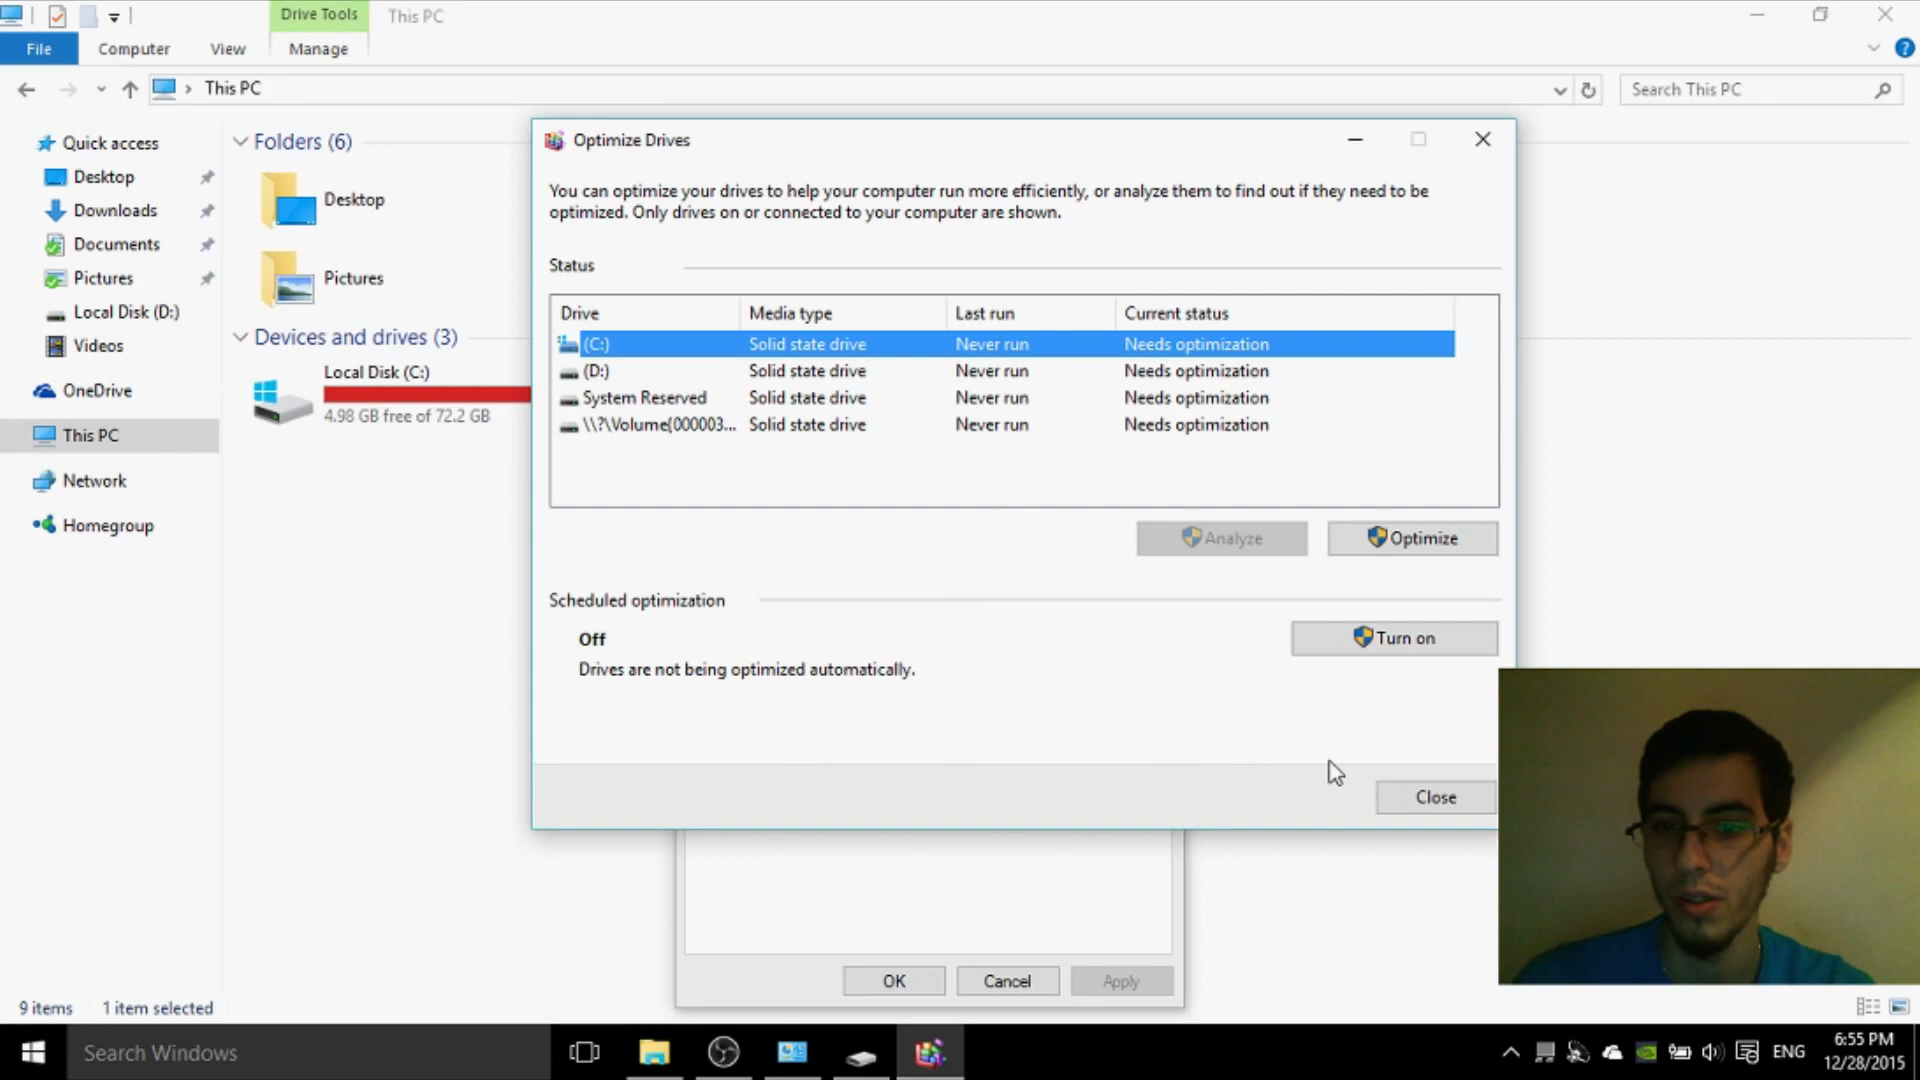 Drive Tools
This PC
File
Computer
View
Manage
This PC
Search This PC
Quick access
Desktop
Downloads
Documents
Pictures
Local Disk (D:)
Videos
OneDrive
This PC
Network
Homegroup
Folders (6)
Desktop
Pictures
Devices and drives (3)
Local Disk (C:)
4.98 GB free of 72.2 GB
Optimize Drives
You can optimize your drives to help your computer run more efficiently, or analyze them to find out if they need to be
optimized. Only drives on or connected to your computer are shown.
Status
Drive Media type Last run Current status
(C:) Solid state drive Never run Needs optimization
(D:) Solid state drive Never run Needs optimization
System Reserved Solid state drive Never run Needs optimization
\\?\Volume{000003... Solid state drive Never run Needs optimization
Analyze
Optimize
Scheduled optimization
Off
Turn on
Drives are not being optimized automatically.
Close
OK
Cancel
Apply
9 items 1 item selected
Search Windows
ENG
6:55 PM
12/28/2015